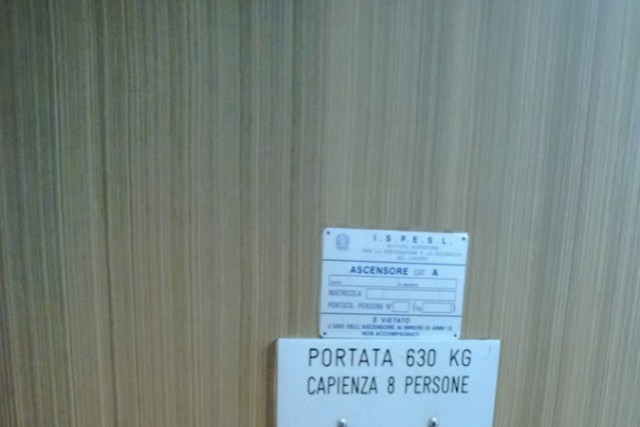 I.S.P.E.S.L.
ISTITUTO SUPERIORE
PER LA PREVENZIONE E LA SICUREZZA
DEL LAVORO
ASCENSORE CAT. A
MATRICOLA
PORTATA: PERSONE N° (kg )
È VIETATO
L'USO DELL'ASCENSORE AI MINORI DI ANNI 12
NON ACCOMPAGNATI
PORTATA 630 KG
CAPIENZA 8 PERSONE